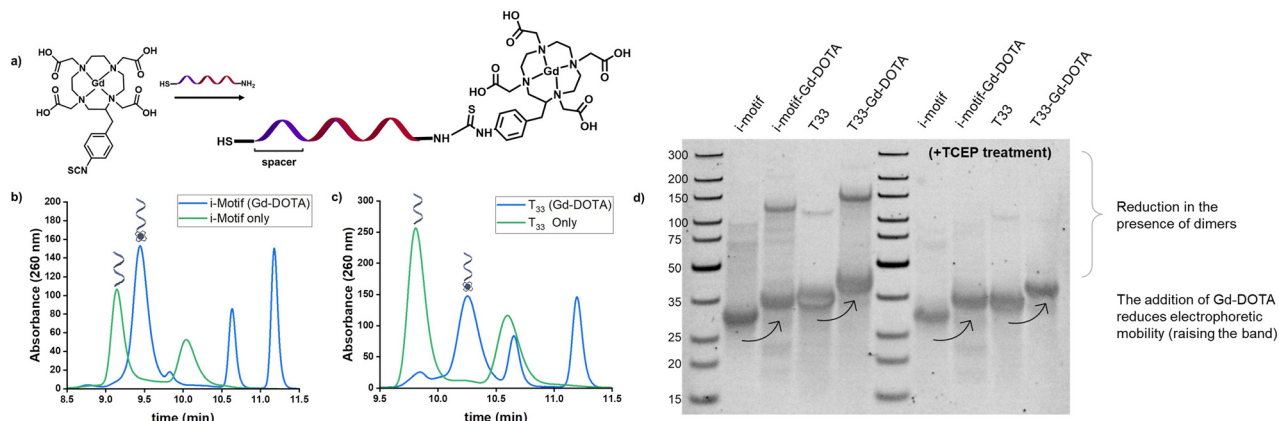 a)
OH
HO
O
O
N
N
Gd
N
N
HO
O
O
OH
SCN
HS
NH₂
HS
spacer
NH
S
NH
OH
HO
O
O
N
N
Gd
N
N
HO
O
O
OH
b)
i-Motif (Gd-DOTA)
i-Motif only
Absorbance (260 nm)
200
180
160
140
120
100
80
60
40
20
0
8.5 9.0 9.5 10.0 10.5 11.0 11.5
time (min)
c)
T₃₃ (Gd-DOTA)
T₃₃ Only
Absorbance (260 nm)
300
250
200
150
100
50
0
9.5 10.0 10.5 11.0 11.5
time (min)
d)
i-motif
i-motif-Gd-DOTA
T33
T33-Gd-DOTA
i-motif
i-motif-Gd-DOTA
T33
T33-Gd-DOTA
(+TCEP treatment)
300
200
150
100
75
50
35
25
20
15
Reduction in the
presence of dimers
The addition of Gd-DOTA
reduces electrophoretic
mobility (raising the band)